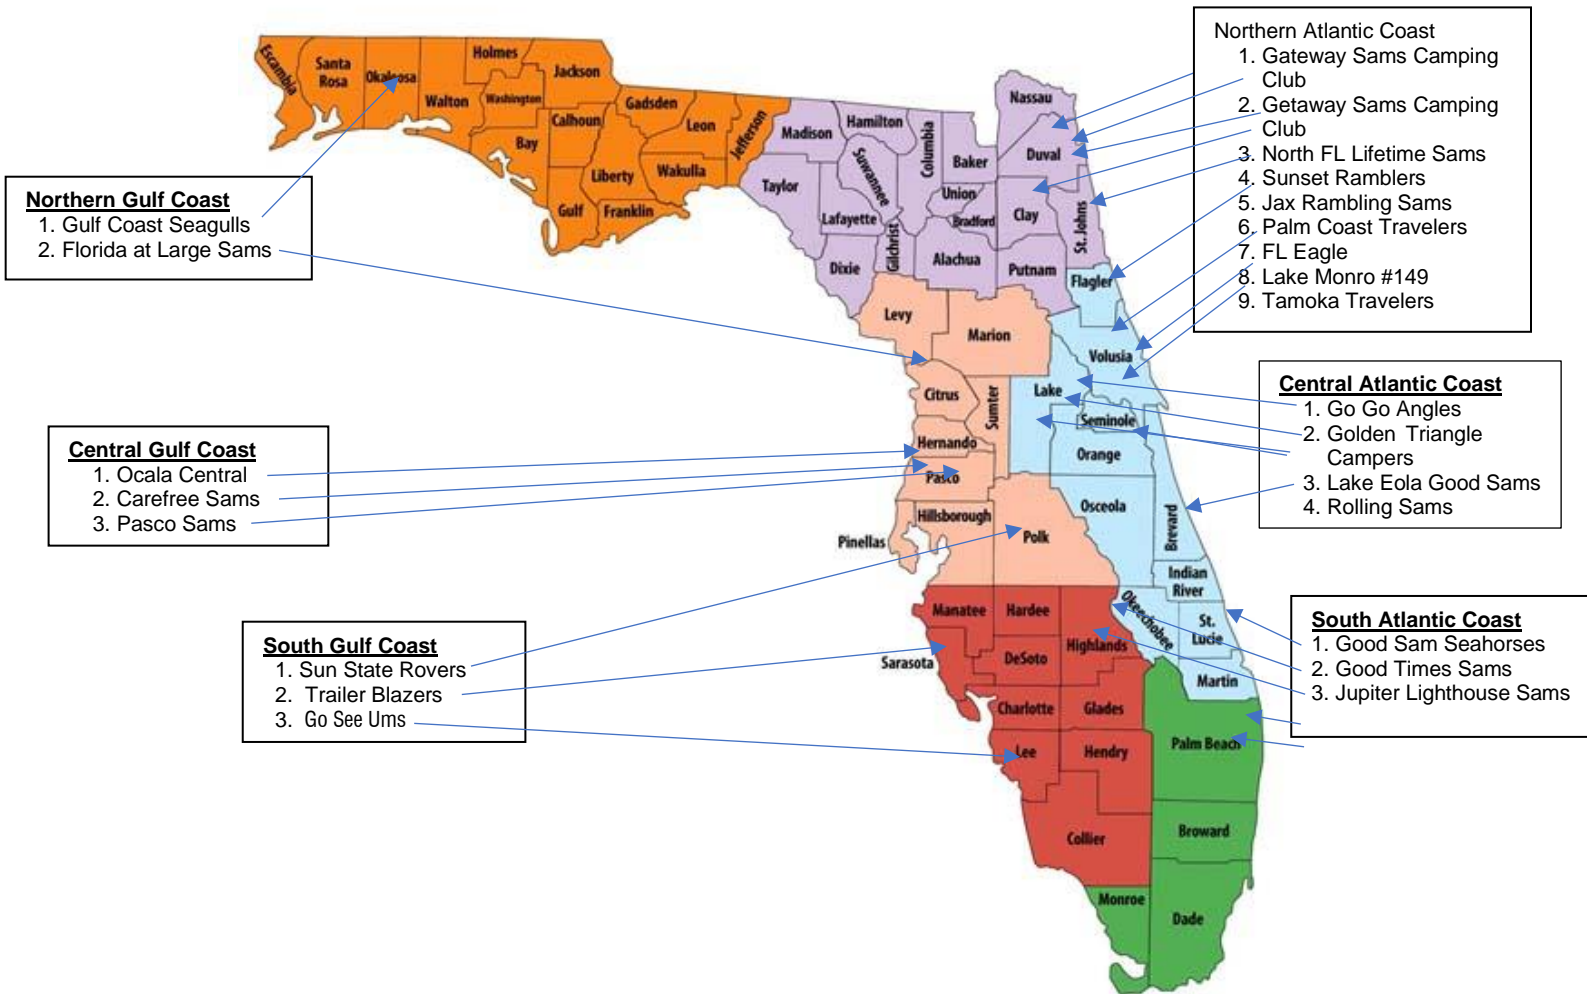 Northern Atlantic Coast
1. Gateway Sams Camping
Club
2. Getaway Sams Camping
Club
3. North FL Lifetime Sams
4. Sunset Ramblers
5. Jax Rambling Sams
6. Palm Coast Travelers
7. FL Eagle
8. Lake Monro #149
9. Tamoka Travelers
Northern Gulf Coast
1. Gulf Coast Seagulls
2. Florida at Large Sams
Central Atlantic Coast
1. Go Go Angles
2. Golden Triangle
Campers
3. Lake Eola Good Sams
4. Rolling Sams
Central Gulf Coast
1. Ocala Central
2. Carefree Sams
3. Pasco Sams
South Atlantic Coast
1. Good Sam Seahorses
2. Good Times Sams
3. Jupiter Lighthouse Sams
South Gulf Coast
1. Sun State Rovers
2. Trailer Blazers
3. Go See Ums
Escambia
Santa
Rosa
Okaloosa
Walton
Holmes
Washington
Jackson
Bay
Calhoun
Gulf
Gadsden
Liberty
Franklin
Leon
Wakulla
Jefferson
Madison
Taylor
Hamilton
Suwannee
Lafayette
Dixie
Columbia
Gilchrist
Baker
Union
Bradford
Alachua
Nassau
Duval
Clay
St. Johns
Putnam
Flagler
Levy
Marion
Volusia
Citrus
Sumter
Lake
Seminole
Hernando
Orange
Pasco
Osceola
Brevard
Hillsborough
Pinellas
Polk
Indian
River
Manatee
Hardee
Highlands
Okeechobee
St.
Lucie
Sarasota
DeSoto
Martin
Charlotte
Glades
Lee
Hendry
Palm Beach
Collier
Broward
Monroe
Dade